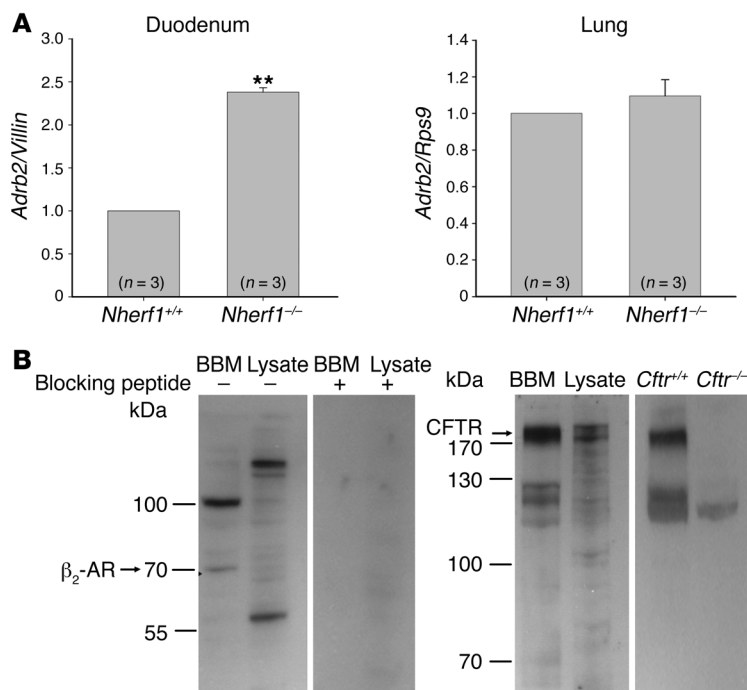 A
Duodenum
Lung
Adrb2/Villin
3.0
2.5
2.0
1.5
1.0
0.5
0
**
(n = 3)
(n = 3)
Nherf1+/+
Nherf1−/−
Adrb2/Rps9
1.4
1.2
1.0
0.8
0.6
0.4
0.2
0
(n = 3)
(n = 3)
Nherf1+/+
Nherf1−/−
B
BBM Lysate BBM Lysate
Blocking peptide − − + +
kDa
100
β2-AR 70
55
kDa BBM Lysate Cftr+/+ Cftr−/−
CFTR
170
130
100
70